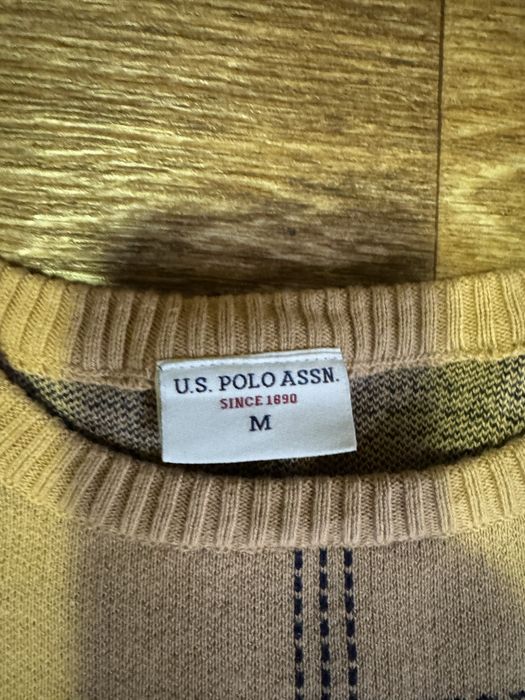 U.S. POLO ASSN.
SINCE 1890
M